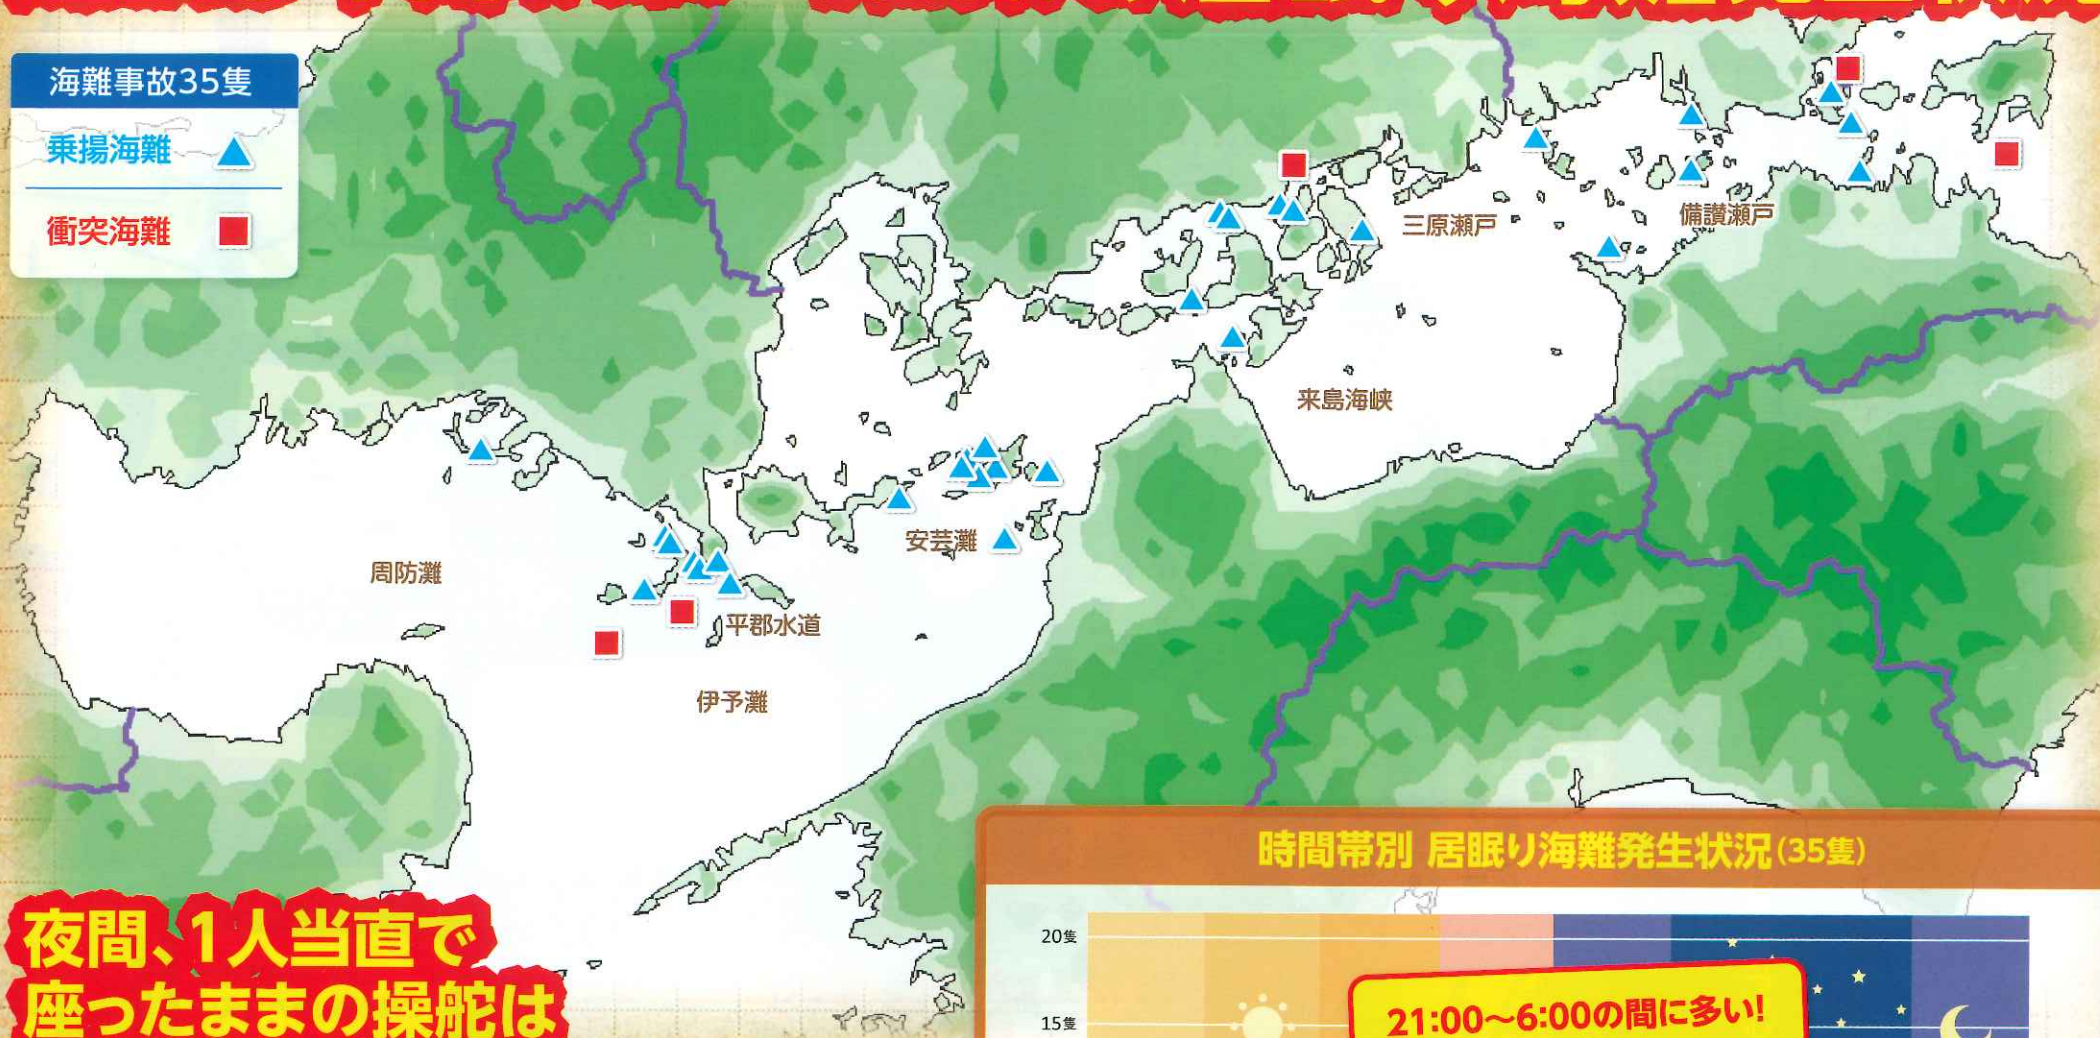 海難事故35隻
乗揚海難
衝突海難
三原瀬戸
備讃瀬戸
来島海峡
安芸灘
周防灘
平郡水道
伊予灘
時間帯別 居眠り海難発生状況(35隻)
20隻
15隻
21:00～6:00の間に多い!
夜間、1人当直で
座ったままの操舵は